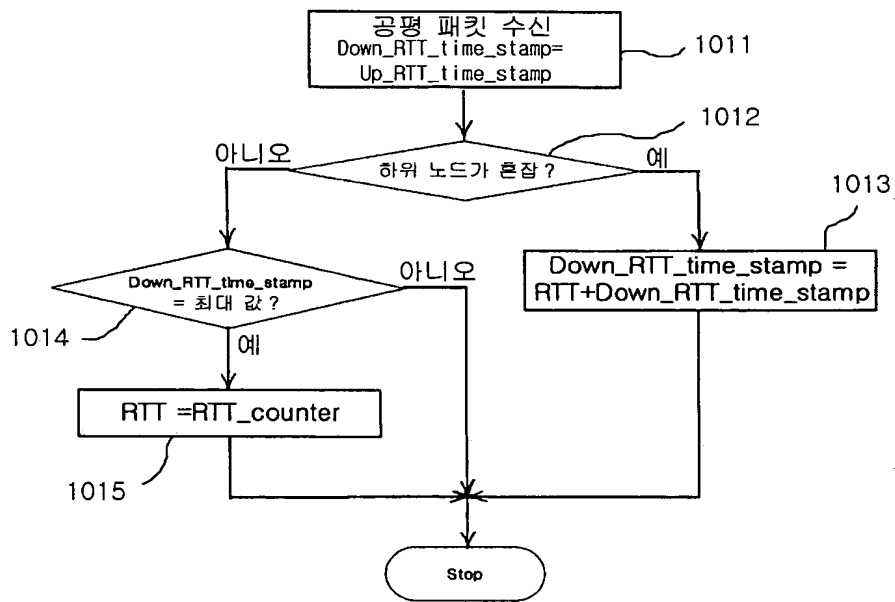 공평 패킷 수신
Down_RTT_time_stamp=
Up_RTT_time_stamp
1011
1012
아니오
하위 노드가 혼잡 ?
예
1013
Down_RTT_time_stamp =
RTT+Down_RTT_time_stamp
Down_RTT_time_stamp
= 최대 값 ?
아니오
1014
예
RTT =RTT_counter
1015
Stop